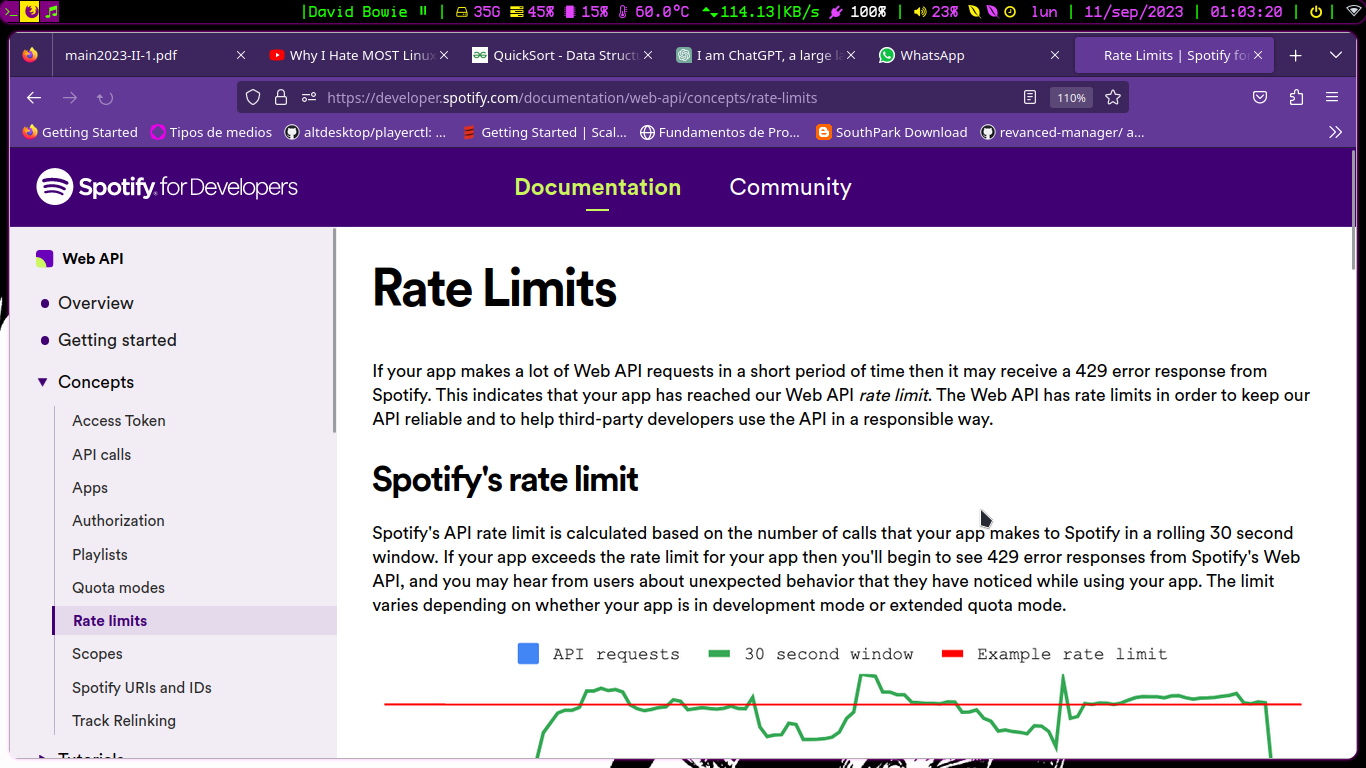 |David Bowie | 35G 45% 15% 60.0°C 114.13|KB/s 100% | 23% lun | 11/sep/2023 | 01:03:20 | |
main2023-II-1.pdf Why I Hate MOST Linux QuickSort - Data Structu I am ChatGPT, a large la WhatsApp Rate Limits | Spotify fo
https://developer.spotify.com/documentation/web-api/concepts/rate-limits 110%
Getting Started Tipos de medios altdesktop/playerctl: ... Getting Started | Scal... Fundamentos de Pro... SouthPark Download revanced-manager/ a...
Spotify for Developers Documentation Community
Web API
Overview
Getting started
Concepts
Access Token
API calls
Apps
Authorization
Playlists
Quota modes
Rate limits
Scopes
Spotify URIs and IDs
Track Relinking
Tutorials
Rate Limits
If your app makes a lot of Web API requests in a short period of time then it may receive a 429 error response from
Spotify. This indicates that your app has reached our Web API rate limit. The Web API has rate limits in order to keep our
API reliable and to help third-party developers use the API in a responsible way.
Spotify's rate limit
Spotify's API rate limit is calculated based on the number of calls that your app makes to Spotify in a rolling 30 second
window. If your app exceeds the rate limit for your app then you'll begin to see 429 error responses from Spotify's Web
API, and you may hear from users about unexpected behavior that they have noticed while using your app. The limit
varies depending on whether your app is in development mode or extended quota mode.
API requests 30 second window Example rate limit